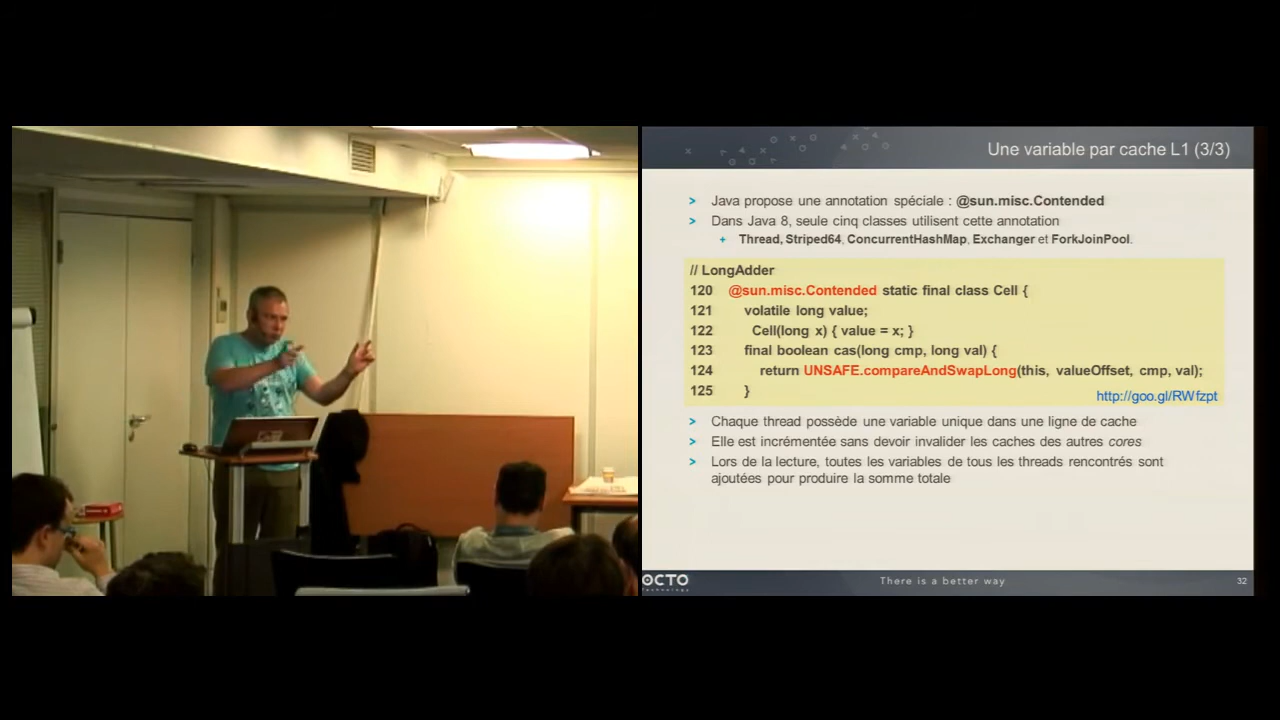 Une variable par cache L1 (3/3)
> Java propose une annotation spéciale : @sun.misc.Contended
> Dans Java 8, seule cinq classes utilisent cette annotation
+ Thread, Striped64, ConcurrentHashMap, Exchanger et ForkJoinPool.
// LongAdder
120 @sun.misc.Contended static final class Cell {
121 volatile long value;
122 Cell(long x) { value = x; }
123 final boolean cas(long cmp, long val) {
124 return UNSAFE.compareAndSwapLong(this, valueOffset, cmp, val);
125 }
http://goo.gl/RWfzpt
> Chaque thread possède une variable unique dans une ligne de cache
> Elle est incrémentée sans devoir invalider les caches des autres cores
> Lors de la lecture, toutes les variables de tous les threads rencontrés sont
ajoutées pour produire la somme totale
OCTO
Technology
There is a better way
32